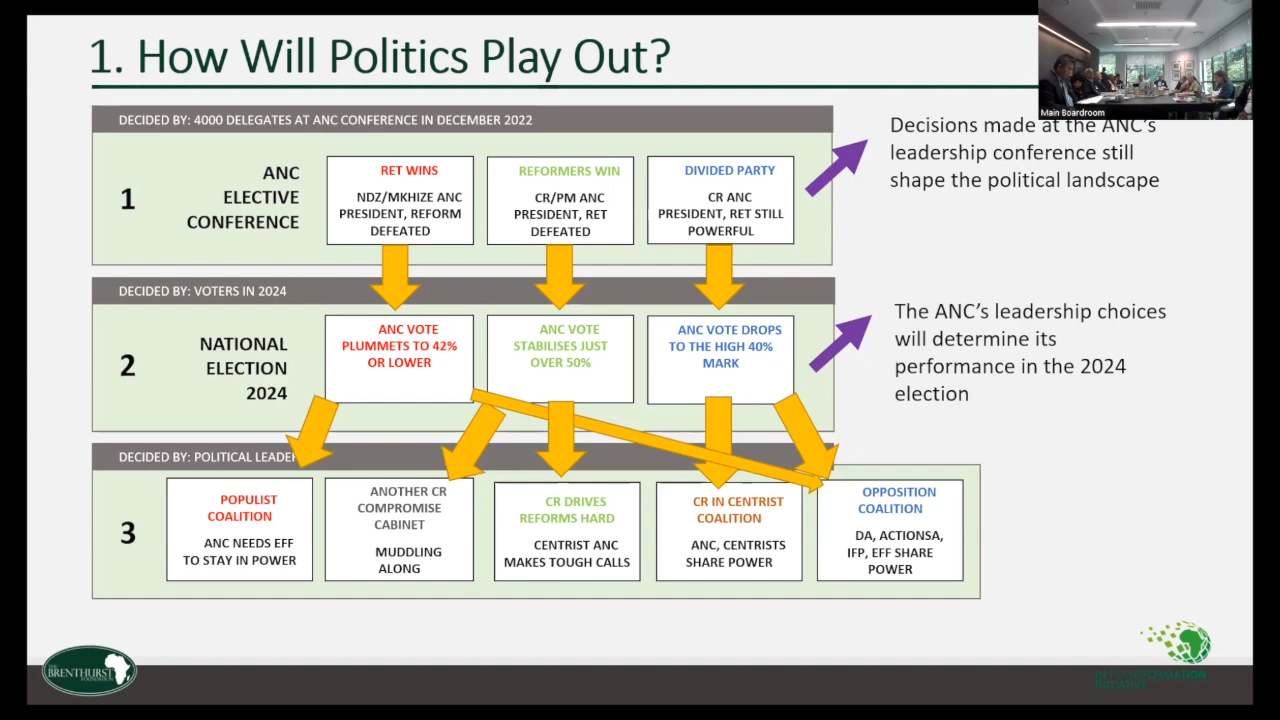 1. How Will Politics Play Out?
Main Boardroom
DECIDED BY: 4000 DELEGATES AT ANC CONFERENCE IN DECEMBER 2022
1
ANC
ELECTIVE
CONFERENCE
RET WINS
NDZ/MKHIZE ANC
PRESIDENT, REFORM
DEFEATED
REFORMERS WIN
CR/PM ANC
PRESIDENT, RET
DEFEATED
DIVIDED PARTY
CR ANC
PRESIDENT, RET STILL
POWERFUL
Decisions made at the ANC's
leadership conference still
shape the political landscape
DECIDED BY: VOTERS IN 2024
2
NATIONAL
ELECTION
2024
ANC VOTE
PLUMMETS TO 42%
OR LOWER
ANC VOTE
STABILISES JUST
OVER 50%
ANC VOTE DROPS
TO THE HIGH 40%
MARK
The ANC's leadership choices
will determine its
performance in the 2024
election
DECIDED BY: POLITICAL LEADE
3
POPULIST
COALITION
ANC NEEDS EFF
TO STAY IN POWER
ANOTHER CR
COMPROMISE
CABINET
MUDDLING
ALONG
CR DRIVES
REFORMS HARD
CENTRIST ANC
MAKES TOUGH CALLS
CR IN CENTRIST
COALITION
ANC, CENTRISTS
SHARE POWER
OPPOSITION
COALITION
DA, ACTIONSA,
IFP, EFF SHARE
POWER
THE
BRENTHURST
FOUNDATION
IN TRANSFORMATION
INITIATIVE